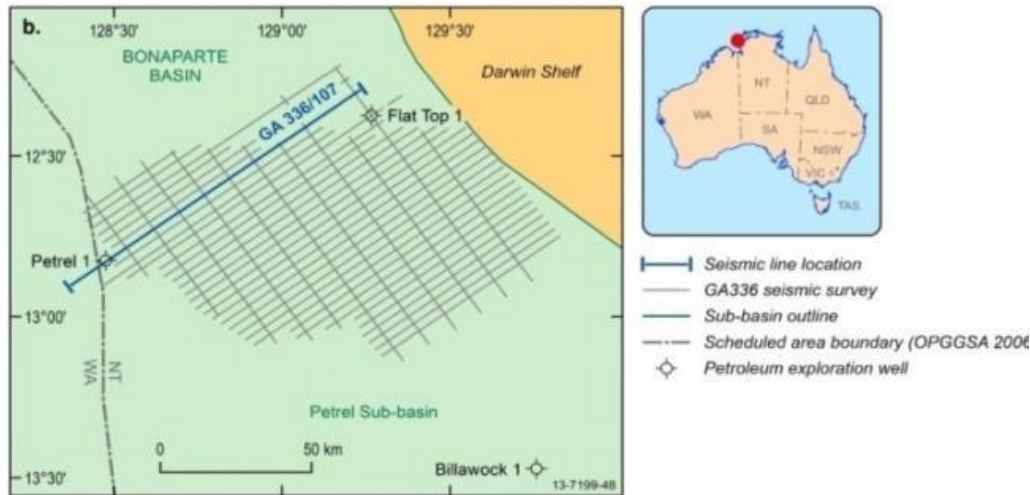 b.
128°30'
129°00'
129°30'
BONAPARTE
BASIN
Darwin Shelf
GA 336/107
Flat Top 1
12°30'
Petrel 1
13°00'
NT
WA
Petrel Sub-basin
0
50 km
Billawock 1
13°30'
13-7199-4B
NT
WA
QLD
SA
NSW
VIC
TAS
Seismic line location
GA336 seismic survey
Sub-basin outline
Scheduled area boundary (OPGGSA 2006
Petroleum exploration well